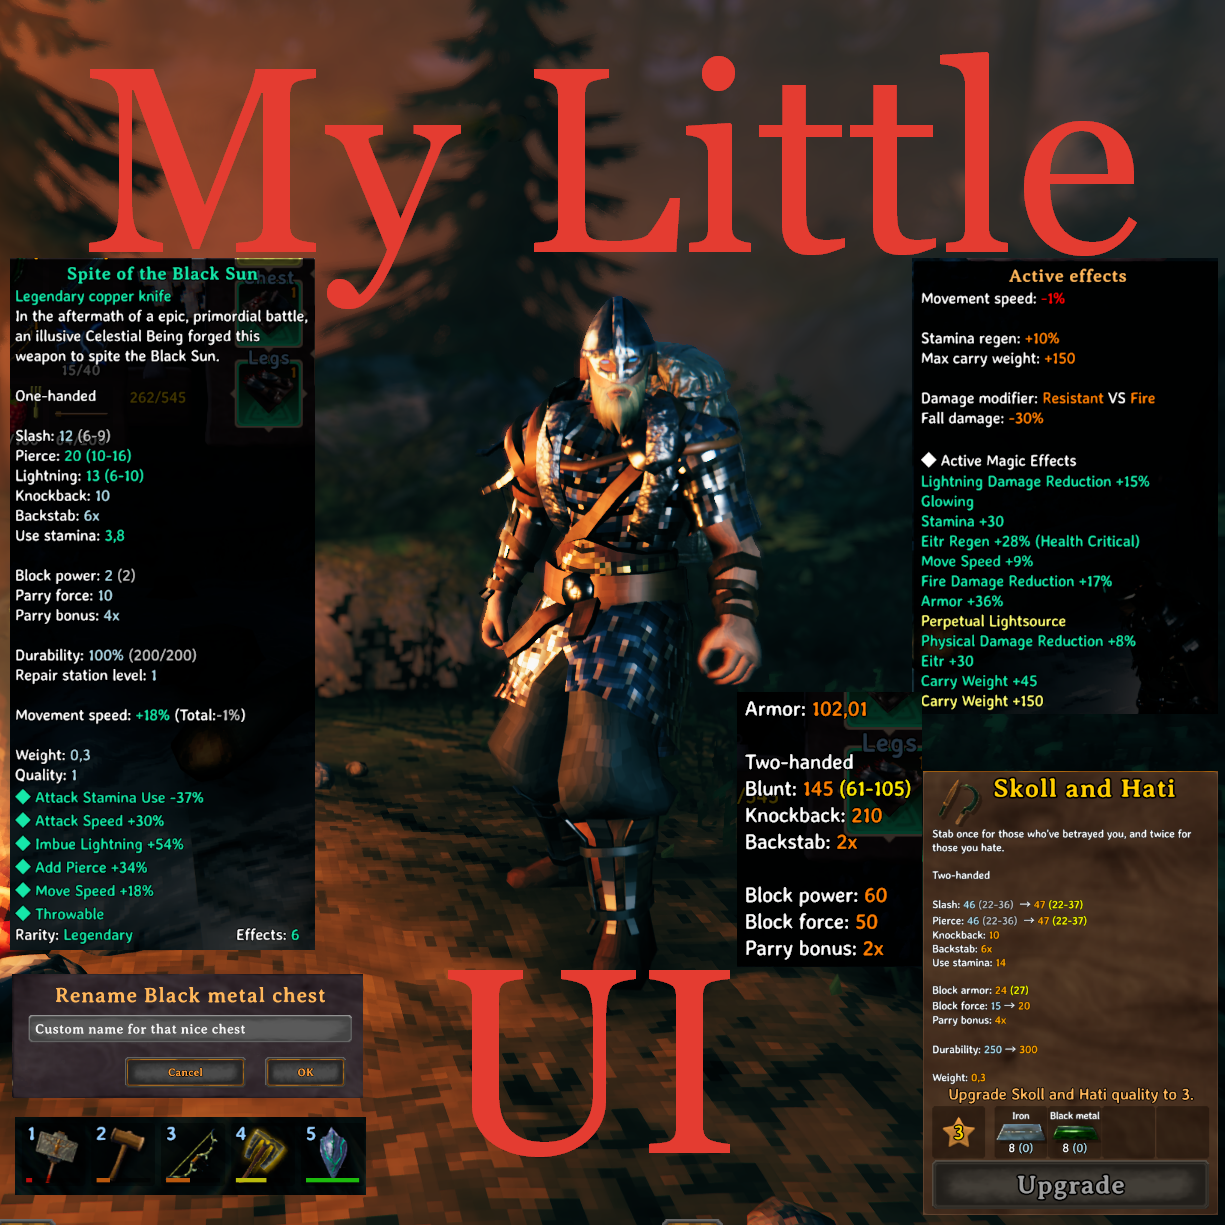 My Little
UI
Spite of the Black Sun
Legendary copper knife
In the aftermath of a epic, primordial battle,
an illusive Celestial Being forged this
weapon to spite the Black Sun.
One-handed
Slash: 12 (6-9)
Pierce: 20 (10-16)
Lightning: 13 (6-10)
Knockback: 10
Backstab: 6x
Use stamina: 3,8
Block power: 2 (2)
Parry force: 10
Parry bonus: 4x
Durability: 100% (200/200)
Repair station level: 1
Movement speed: +18% (Total:-1%)
Weight: 0,3
Quality: 1
Attack Stamina Use -37%
Attack Speed +30%
Imbue Lightning +54%
Add Pierce +34%
Move Speed +18%
Throwable
Rarity: Legendary
Effects: 6
Chest
1
Legs
1
15/40
262/545
Active effects
Movement speed: -1%
Stamina regen: +10%
Max carry weight: +150
Damage modifier: Resistant VS Fire
Fall damage: -30%
Active Magic Effects
Lightning Damage Reduction +15%
Glowing
Stamina +30
Eitr Regen +28% (Health Critical)
Move Speed +9%
Fire Damage Reduction +17%
Armor +36%
Perpetual Lightsource
Physical Damage Reduction +8%
Eitr +30
Carry Weight +45
Carry Weight +150
Armor: 102,01
Legs
Two-handed
Blunt: 145 (61-105)
Knockback: 210
Backstab: 2x
Block power: 60
Block force: 50
Parry bonus: 2x
Skoll and Hati
Stab once for those who've betrayed you, and twice for
those you hate.
Two-handed
Slash: 46 (22-36) → 47 (22-37)
Pierce: 46 (22-36) → 47 (22-37)
Knockback: 10
Backstab: 6x
Use stamina: 14
Block armor: 24 (27)
Block force: 15 → 20
Parry bonus: 4x
Durability: 250 → 300
Weight: 0,3
Upgrade Skoll and Hati quality to 3.
3
Iron
8 (0)
Black metal
8 (0)
Upgrade
Rename Black metal chest
Custom name for that nice chest
Cancel
OK
1 2 3 4 5